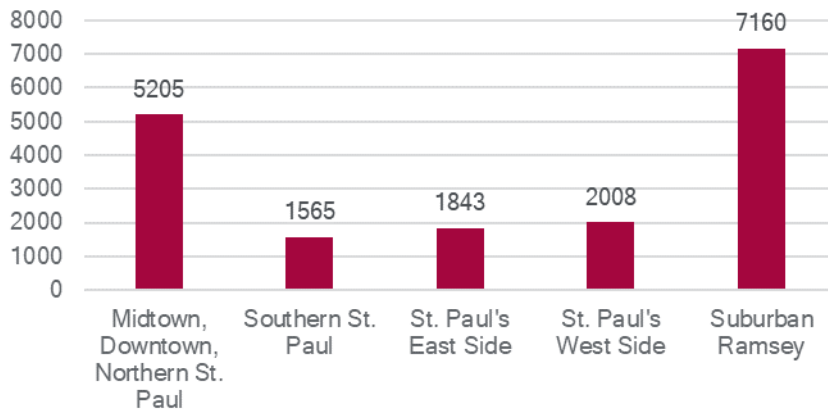 8000
7000
6000
5000
4000
3000
2000
1000
0
5205
1565
1843
2008
7160
Midtown,
Downtown,
Northern St.
Paul
Southern St.
Paul
St. Paul's
East Side
St. Paul's
West Side
Suburban
Ramsey